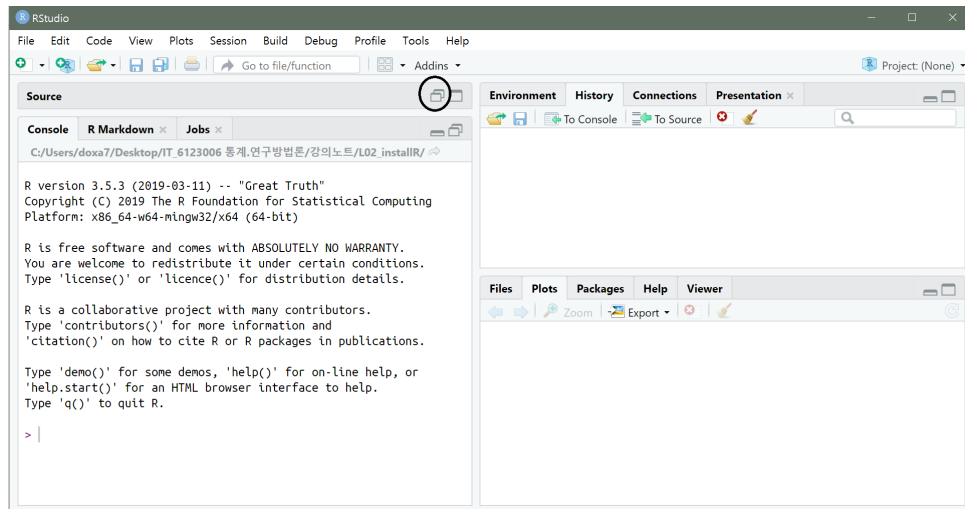 RStudio
File Edit Code View Plots Session Build Debug Profile Tools Help
Go to file/function Addins Project: (None)
Source
Console R Markdown Jobs
C:/Users/doxa7/Desktop/IT_6123006 통계.연구방법론/강의노트/L02_installR/
R version 3.5.3 (2019-03-11) -- "Great Truth"
Copyright (C) 2019 The R Foundation for Statistical Computing
Platform: x86_64-w64-mingw32/x64 (64-bit)
R is free software and comes with ABSOLUTELY NO WARRANTY.
You are welcome to redistribute it under certain conditions.
Type 'license()' or 'licence()' for distribution details.
R is a collaborative project with many contributors.
Type 'contributors()' for more information and
'citation()' on how to cite R or R packages in publications.
Type 'demo()' for some demos, 'help()' for on-line help, or
'help.start()' for an HTML browser interface to help.
Type 'q()' to quit R.
>
Environment History Connections Presentation
To Console To Source
Files Plots Packages Help Viewer
Zoom Export